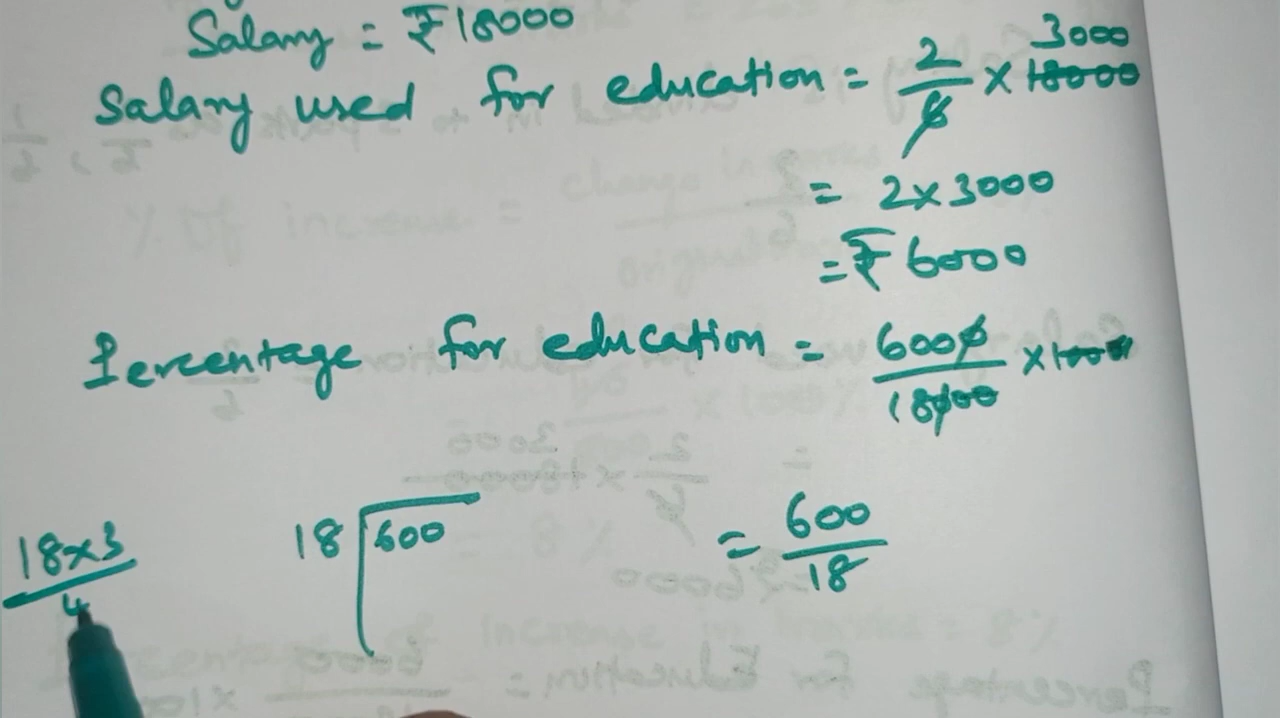 Salary = ₹18000
Salary used for education = 2/6 × 18000 3000
= 2×3000
= ₹6000
Percentage for education = 6000/18000 ×100
18×3
4
18 600
= 600/18